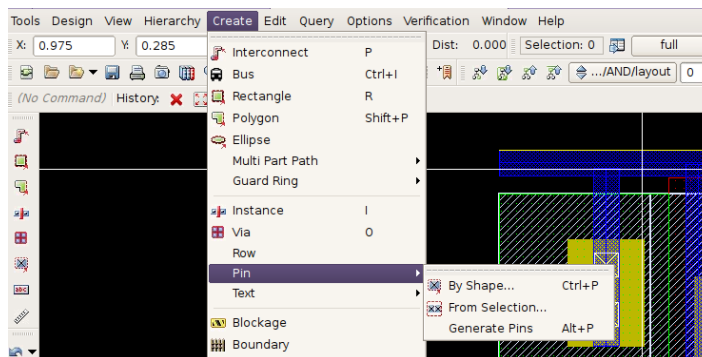 Tools Design View Hierarchy Create Edit Query Options Verification Window Help
X: 0.975 Y: 0.285 Dist: 0.000 Selection: 0 full
.../AND/layout 0
(No Command) History:
Interconnect P
Bus Ctrl+I
Rectangle R
Polygon Shift+P
Ellipse
Multi Part Path
Guard Ring
Instance I
Via O
Row
Pin
By Shape... Ctrl+P
Text
From Selection...
Generate Pins Alt+P
Blockage
Boundary